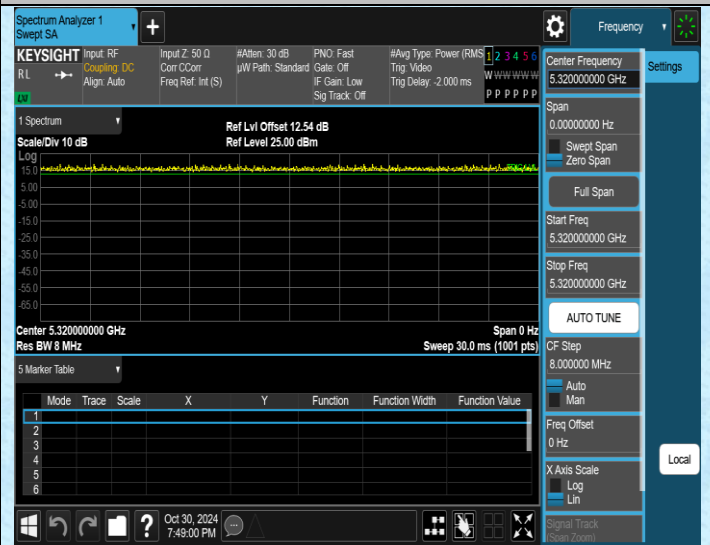 Spectrum Analyzer 1
Swept SA
+
Frequency
KEYSIGHT
RL
LXI
Input: RF
Coupling: DC
Align: Auto
Input Z: 50 Ω
Corr CCorr
Freq Ref: Int (S)
#Atten: 30 dB
µW Path: Standard
PNO: Fast
Gate: Off
IF Gain: Low
Sig Track: Off
#Avg Type: Power (RMS
Trig: Video
Trig Delay: -2.000 ms
1 2 3 4 5 6
W W W W W W
P P P P P P
Center Frequency
5.320000000 GHz
Settings
Span
0.00000000 Hz
Swept Span
Zero Span
Full Span
Start Freq
5.320000000 GHz
Stop Freq
5.320000000 GHz
AUTO TUNE
CF Step
8.000000 MHz
Auto
Man
Freq Offset
0 Hz
X Axis Scale
Log
Lin
Signal Track
(Span Zoom)
Local
1 Spectrum
Scale/Div 10 dB
Ref Lvl Offset 12.54 dB
Ref Level 25.00 dBm
Log
15.0
5.00
-5.00
-15.0
-25.0
-35.0
-45.0
-55.0
-65.0
Center 5.320000000 GHz
Span 0 Hz
Res BW 8 MHz
Sweep 30.0 ms (1001 pts)
5 Marker Table
Mode Trace Scale X Y Function Function Width Function Value
1
2
3
4
5
6
?
Oct 30, 2024
7:49:00 PM